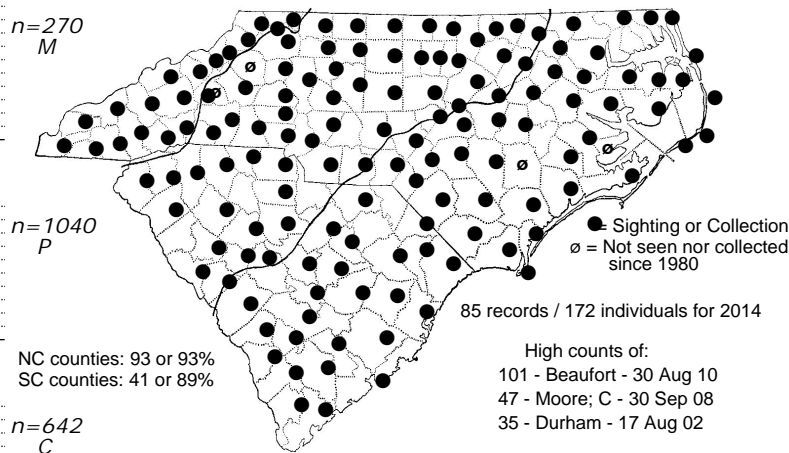 n=270
M
n=1040
P
n=642
C
= Sighting or Collection
ø = Not seen nor collected
since 1980
85 records / 172 individuals for 2014
NC counties: 93 or 93%
SC counties: 41 or 89%
High counts of:
101 - Beaufort - 30 Aug 10
47 - Moore; C - 30 Sep 08
35 - Durham - 17 Aug 02